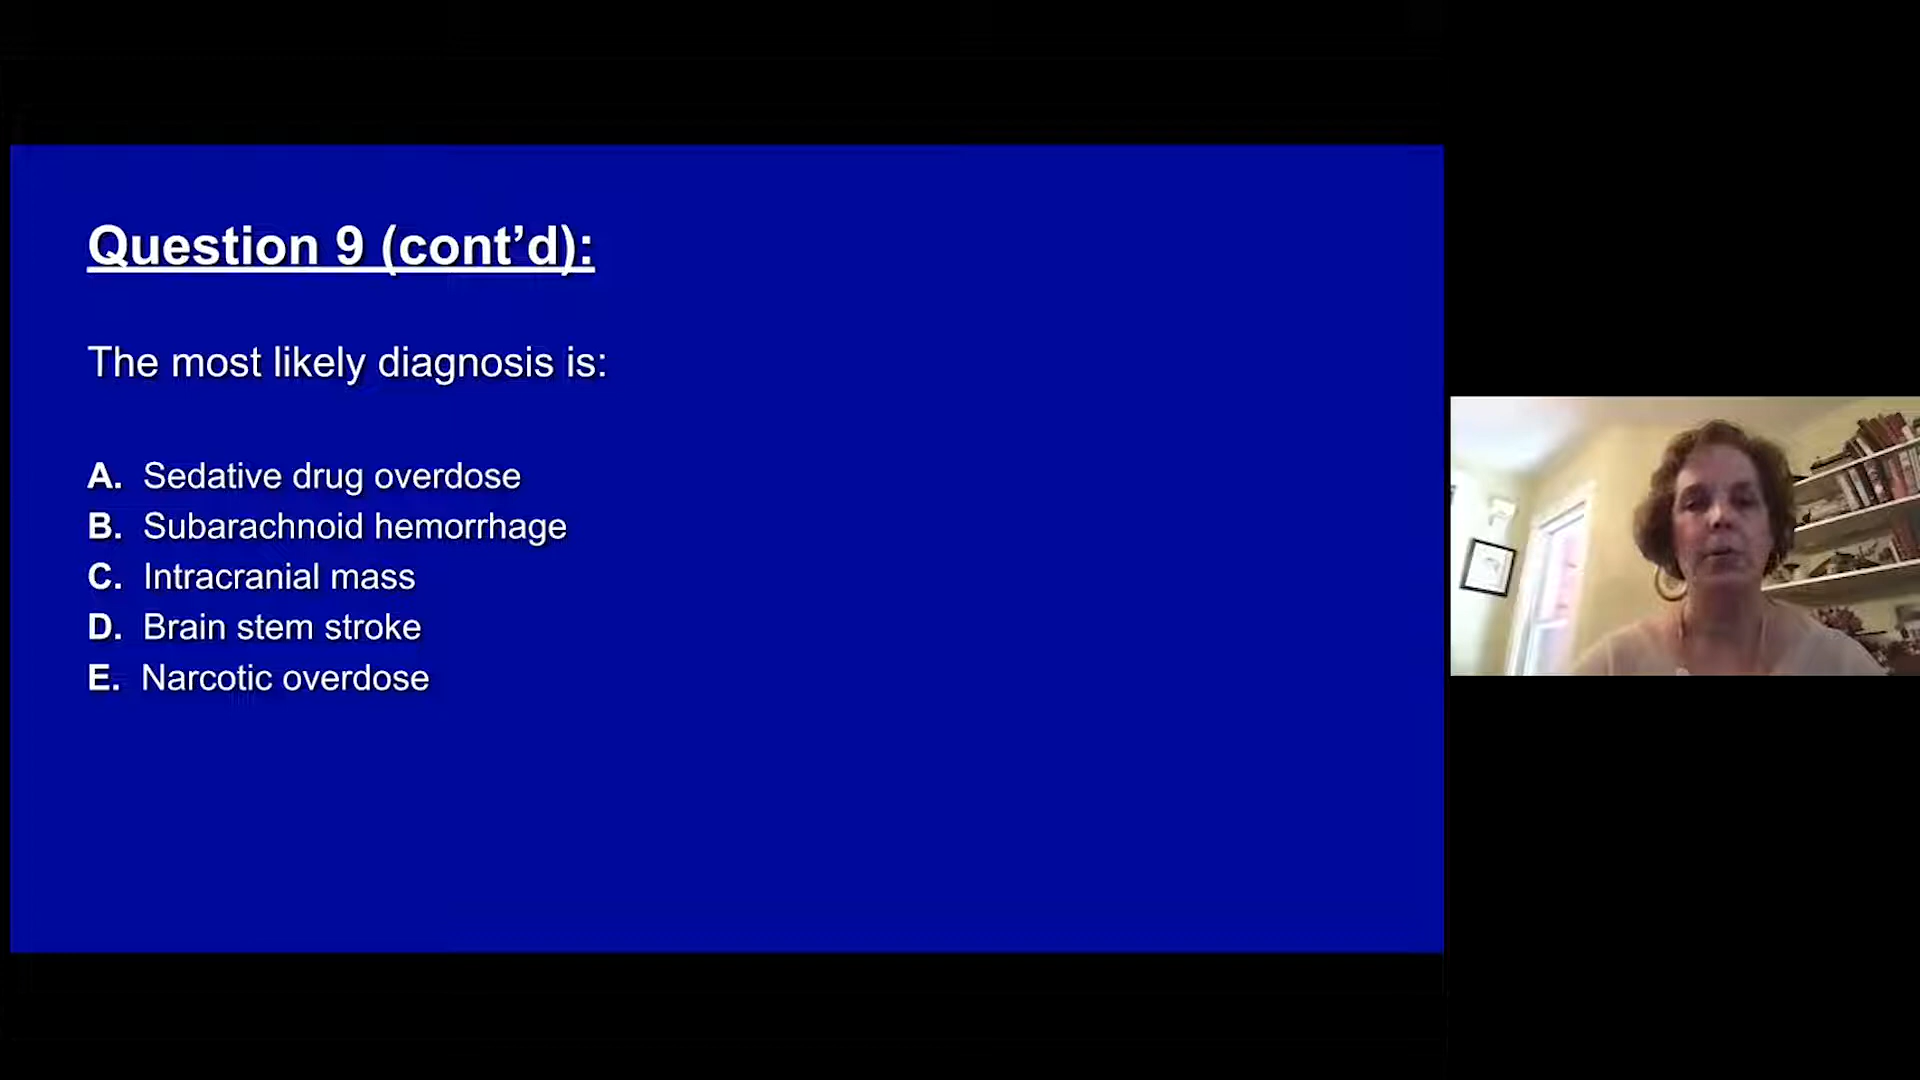 Question 9 (cont’d):
The most likely diagnosis is:
A. Sedative drug overdose
B. Subarachnoid hemorrhage
C. Intracranial mass
D. Brain stem stroke
E. Narcotic overdose